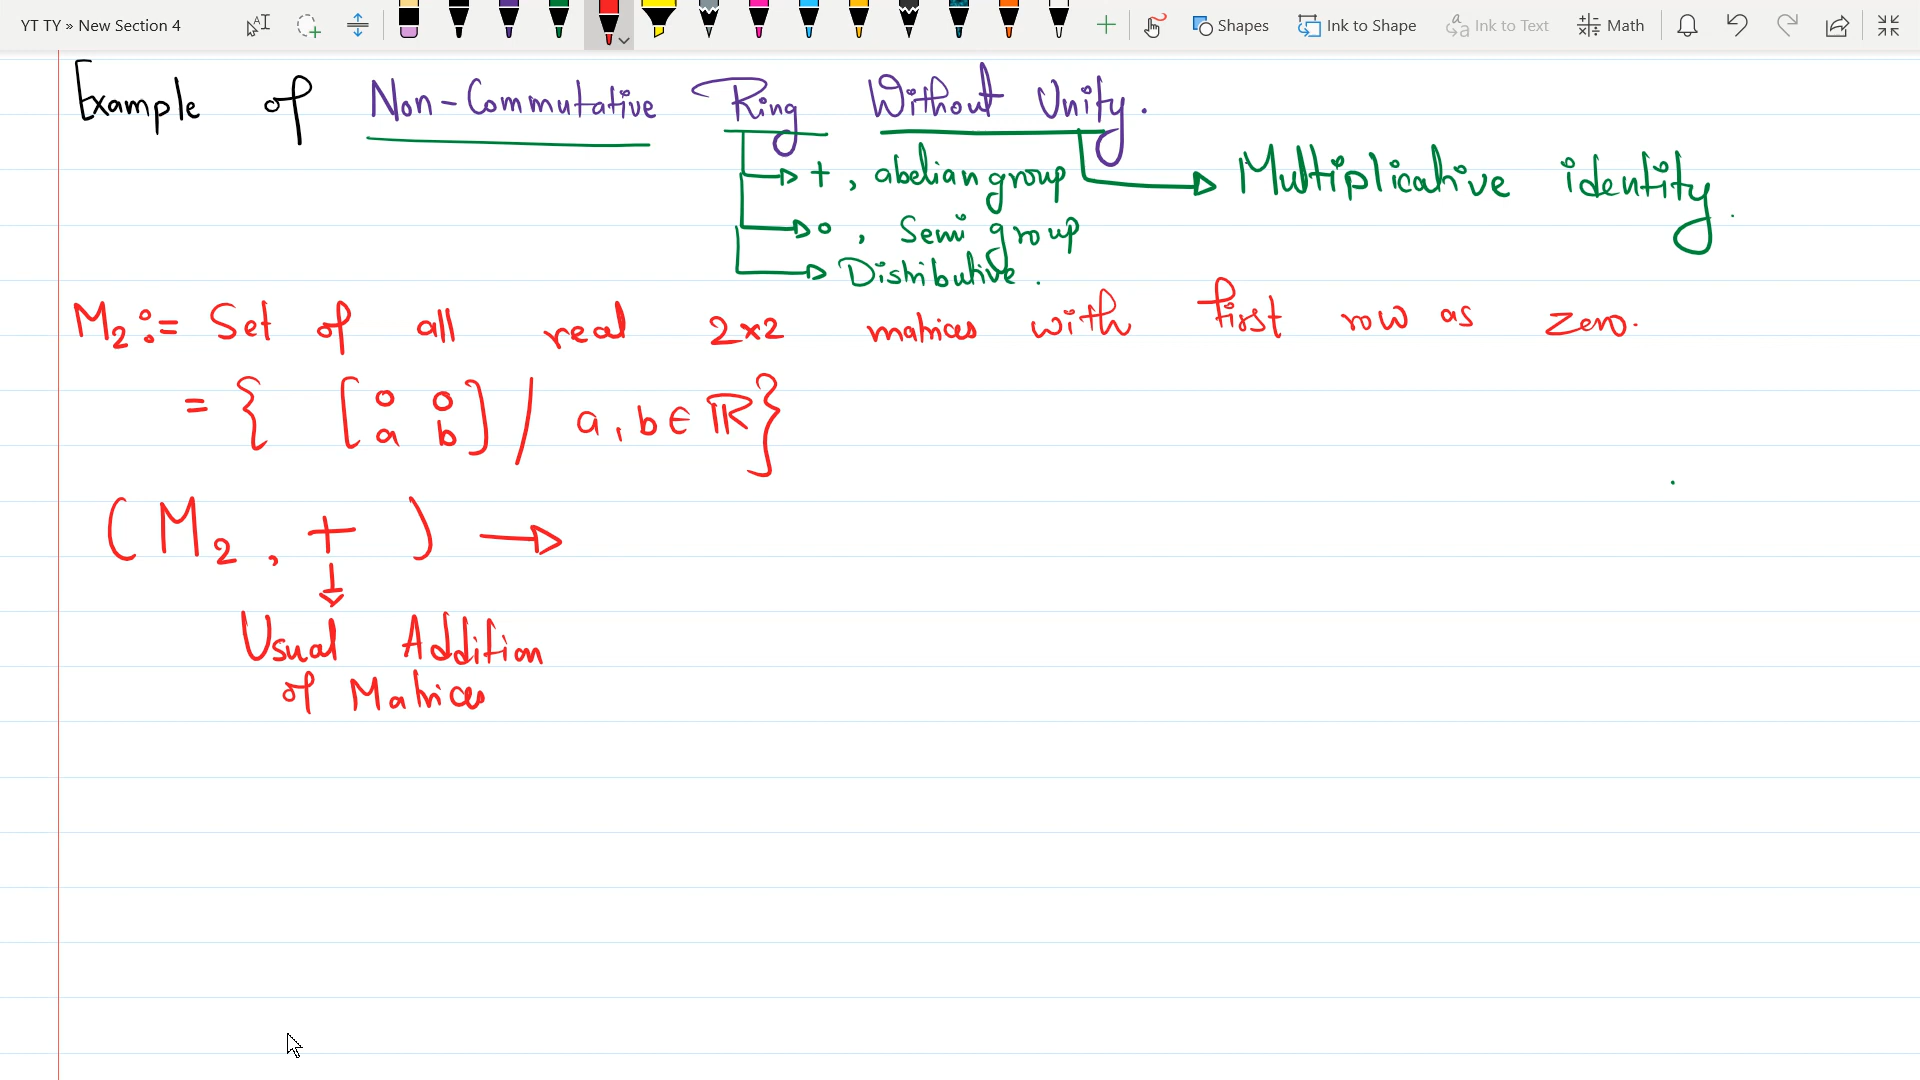 YT TY » New Section 4 Shapes Ink to Shape Ink to Text Math
Example of Non-Commutative Ring Without Unity.
+, abelian group Multiplicative identity.
∘, Semi group
Distributive.
M₂ := Set of all real 2×2 matrices with first row as zero.
= { [0 0
a b] / a, b ∈ ℝ }
(M₂, +) →
Usual Addition
of Matrices